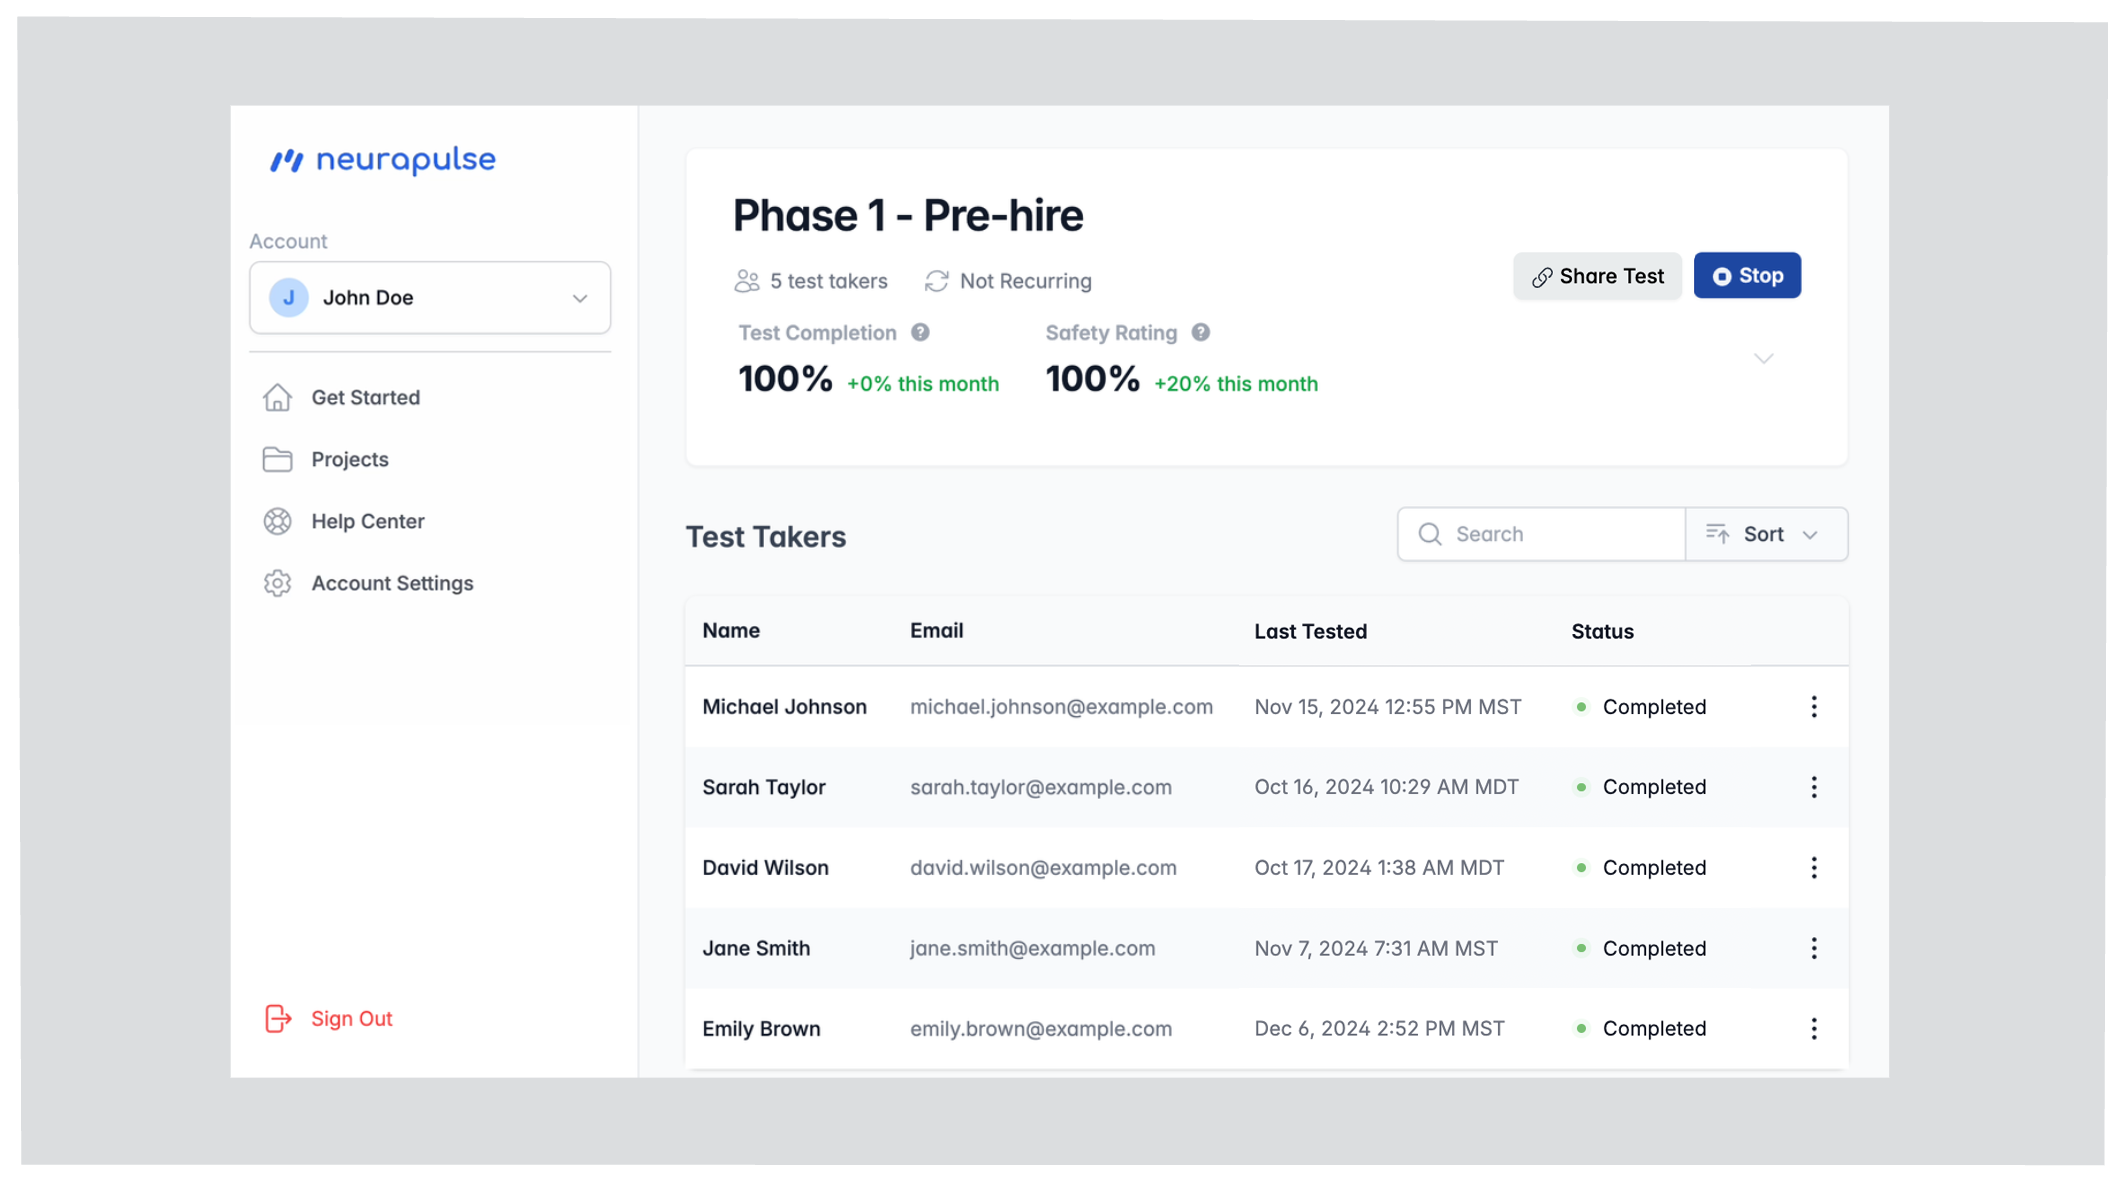 neurapulse
Account
J John Doe
Get Started
Projects
Help Center
Account Settings
Sign Out
Phase 1 - Pre-hire
5 test takers Not Recurring
Share Test Stop
Test Completion ? Safety Rating ?
100% +0% this month 100% +20% this month
Test Takers
Search Sort
Name Email Last Tested Status
Michael Johnson michael.johnson@example.com Nov 15, 2024 12:55 PM MST Completed
Sarah Taylor sarah.taylor@example.com Oct 16, 2024 10:29 AM MDT Completed
David Wilson david.wilson@example.com Oct 17, 2024 1:38 AM MDT Completed
Jane Smith jane.smith@example.com Nov 7, 2024 7:31 AM MST Completed
Emily Brown emily.brown@example.com Dec 6, 2024 2:52 PM MST Completed